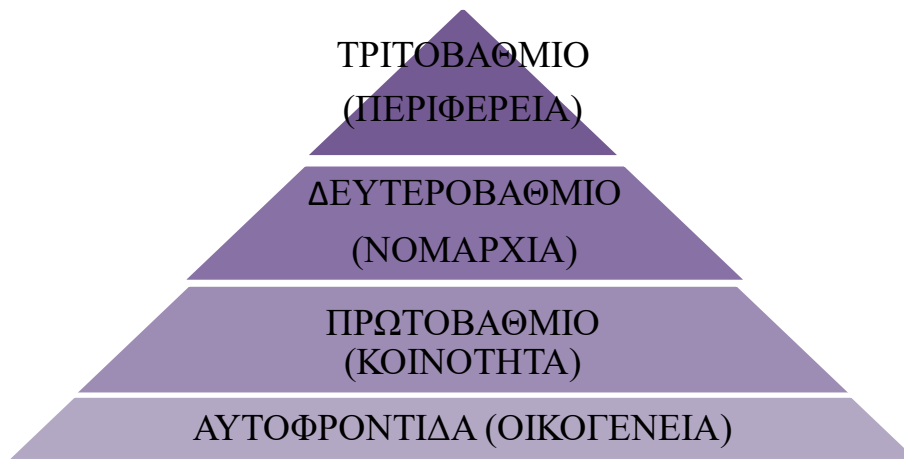 ΤΡΙΤΟΒΑΘΜΙΟ
(ΠΕΡΙΦΕΡΕΙΑ)
ΔΕΥΤΕΡΟΒΑΘΜΙΟ
(ΝΟΜΑΡΧΙΑ)
ΠΡΩΤΟΒΑΘΜΙΟ
(ΚΟΙΝΟΤΗΤΑ)
ΑΥΤΟΦΡΟΝΤΙΔΑ (ΟΙΚΟΓΕΝΕΙΑ)